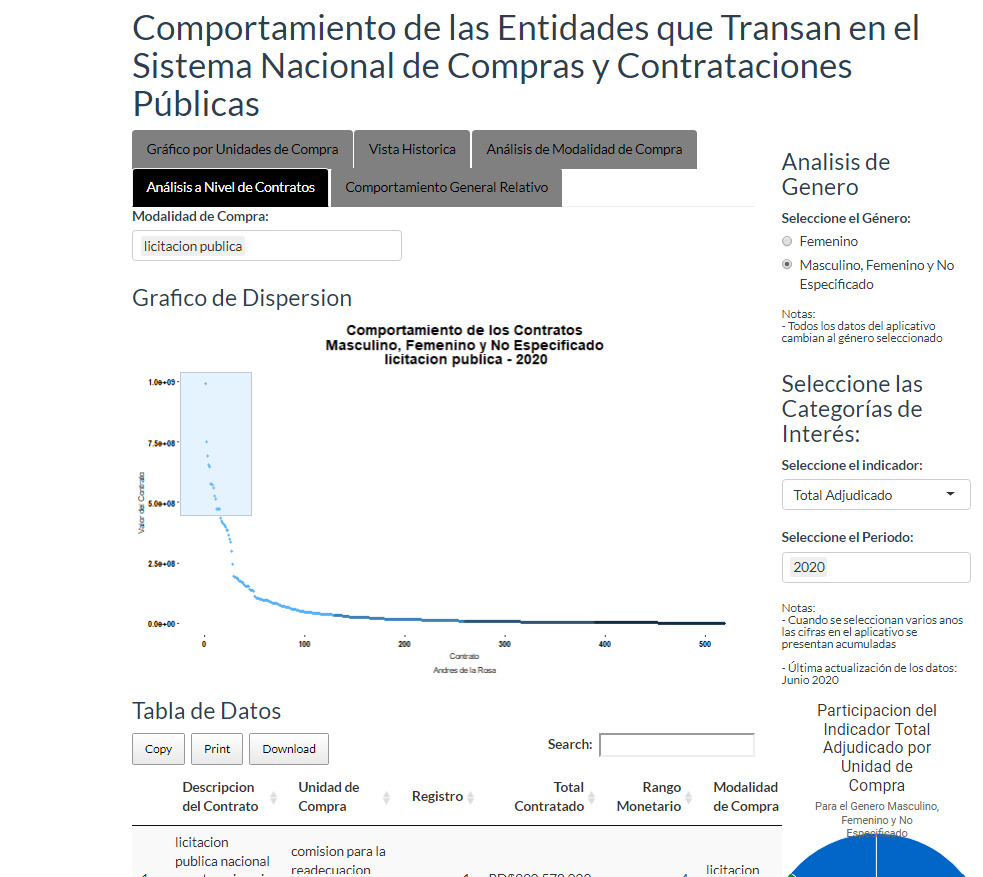 Comportamiento de las Entidades que Transan en el
Sistema Nacional de Compras y Contrataciones
Públicas
Gráfico por Unidades de Compra
Vista Historica
Análisis de Modalidad de Compra
Análisis a Nivel de Contratos
Comportamiento General Relativo
Modalidad de Compra:
licitacion publica
Grafico de Dispersion
Comportamiento de los Contratos
Masculino, Femenino y No Especificado
licitacion publica - 2020
1.0e+09
7.5e+08
5.0e+08
2.5e+08
0.0e+00
Valor del Contrato
0
100
200
300
400
500
Contrato
Andres de la Rosa
Tabla de Datos
Copy
Print
Download
Search:
Descripcion
del Contrato
Unidad de
Compra
Registro
Total
Contratado
Rango
Monetario
Modalidad
de Compra
licitacion
publica nacional
comision para la
readecuacion
licitacion
Analisis de
Genero
Seleccione el Género:
Femenino
Masculino, Femenino y No
Especificado
Notas:
- Todos los datos del aplicativo
cambian al género seleccionado
Seleccione las
Categorías de
Interés:
Seleccione el indicador:
Total Adjudicado
Seleccione el Periodo:
2020
Notas:
- Cuando se seleccionan varios anos
las cifras en el aplicativo se
presentan acumuladas
- Última actualización de los datos:
Junio 2020
Participacion del
Indicador Total
Adjudicado por
Unidad de
Compra
Para el Genero Masculino,
Femenino y No
Especificado